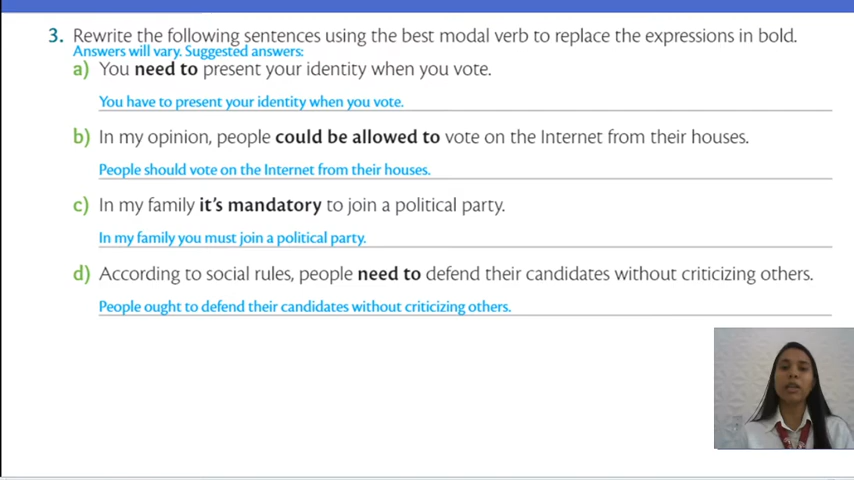 3. Rewrite the following sentences using the best modal verb to replace the expressions in bold.
Answers will vary. Suggested answers:
a) You need to present your identity when you vote.
You have to present your identity when you vote.
b) In my opinion, people could be allowed to vote on the Internet from their houses.
People should vote on the Internet from their houses.
c) In my family it's mandatory to join a political party.
In my family you must join a political party.
d) According to social rules, people need to defend their candidates without criticizing others.
People ought to defend their candidates without criticizing others.